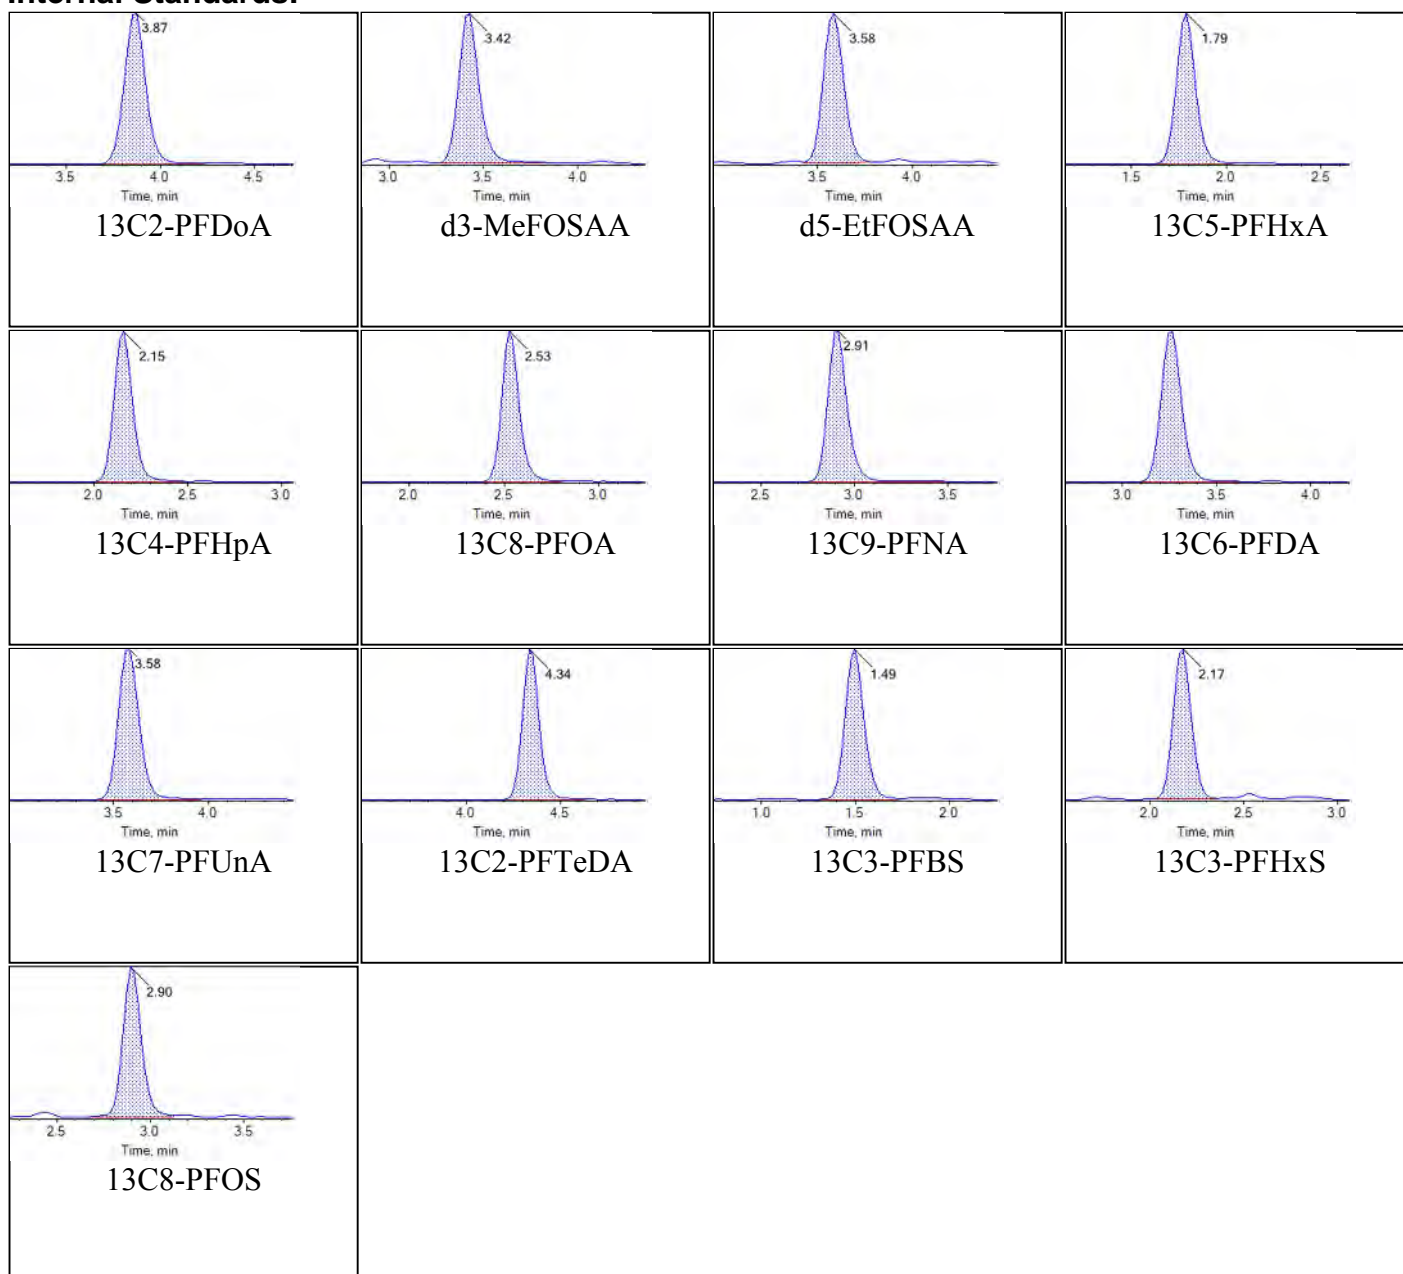 Internal Standards:
3.87
3.5 4.0 4.5
Time, min
13C2-PFDoA
3.42
3.0 3.5 4.0
Time, min
d3-MeFOSAA
3.58
3.5 4.0
Time, min
d5-EtFOSAA
1.79
1.5 2.0 2.5
Time, min
13C5-PFHxA
2.15
2.0 2.5 3.0
Time, min
13C4-PFHpA
2.53
2.0 2.5 3.0
Time, min
13C8-PFOA
2.91
2.5 3.0 3.5
Time, min
13C9-PFNA
3.0 3.5 4.0
Time, min
13C6-PFDA
3.58
3.5 4.0
Time, min
13C7-PFUnA
4.34
4.0 4.5
Time, min
13C2-PFTeDA
1.49
1.0 1.5 2.0
Time, min
13C3-PFBS
2.17
2.0 2.5 3.0
Time, min
13C3-PFHxS
2.90
2.5 3.0 3.5
Time, min
13C8-PFOS